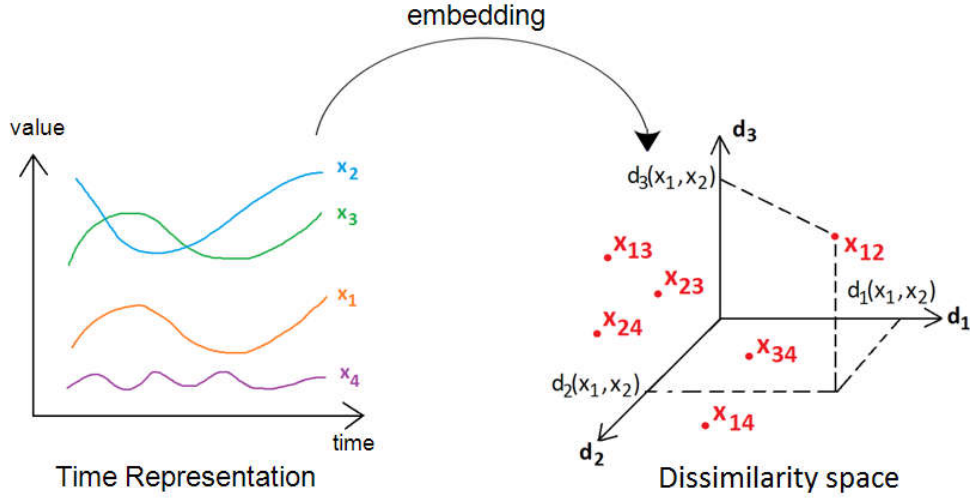 embedding
value
x2
x3
x1
x4
time
Time Representation
d3
d3(x1,x2)
x12
x13
x23
d1(x1,x2)
d1
x24
x34
d2(x1,x2)
x14
d2
Dissimilarity space